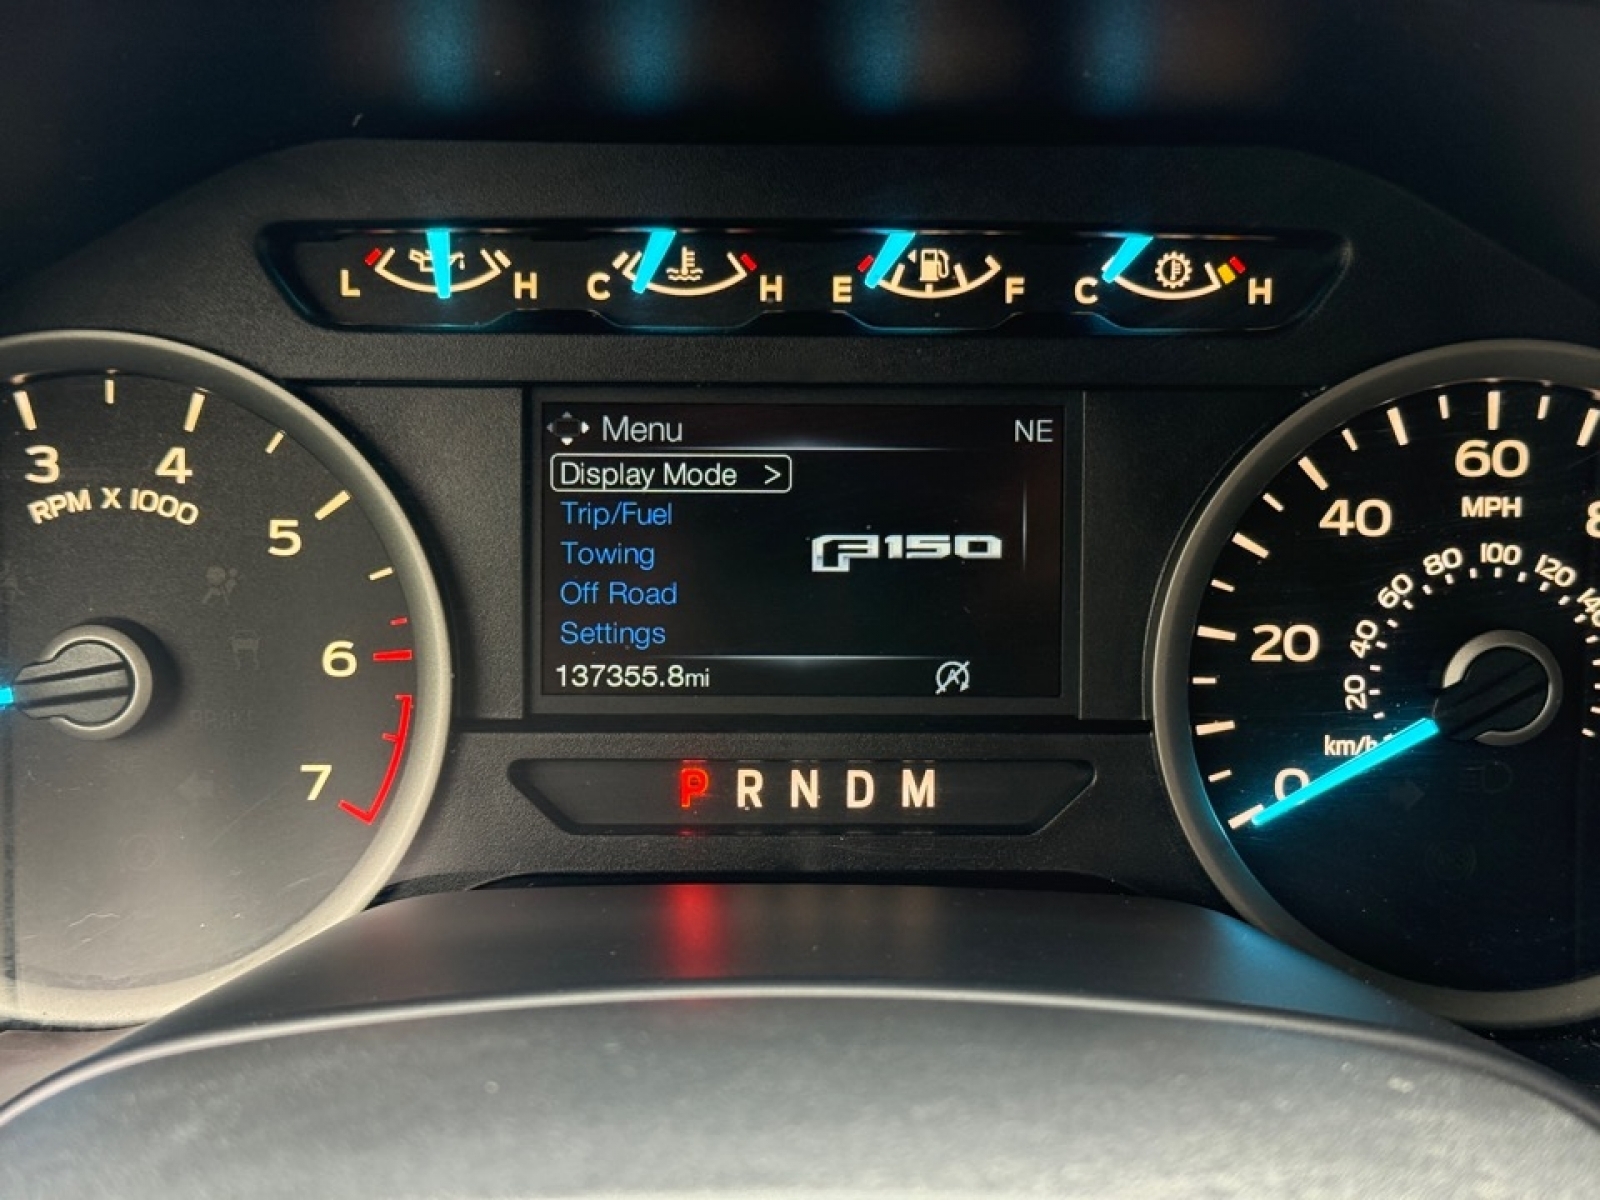 L H C H E F C H
Menu NE
Display Mode >
Trip/Fuel
Towing
Off Road
Settings
F150
137355.8mi
P R N D M
3 4 5 6 7
RPM X 1000
0 20 40 60
MPH
20 40 60 80 100 120
km/h